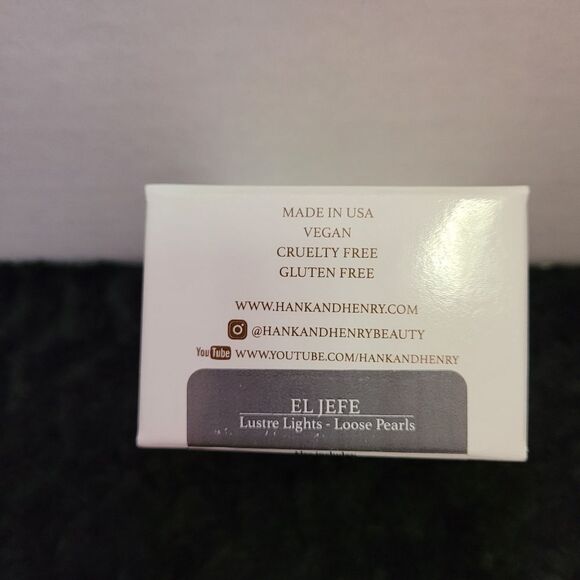 MADE IN USA
VEGAN
CRUELTY FREE
GLUTEN FREE
WWW.HANKANDHENRY.COM
@HANKANDHENRYBEAUTY
YouTube WWW.YOUTUBE.COM/HANKANDHENRY
EL JEFE
Lustre Lights - Loose Pearls